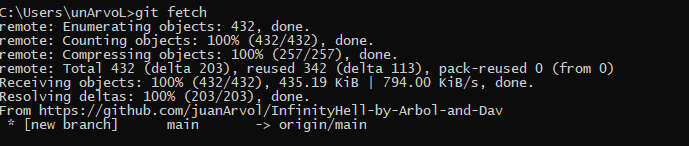 C:\Users\unArvoL>git fetch
remote: Enumerating objects: 432, done.
remote: Counting objects: 100% (432/432), done.
remote: Compressing objects: 100% (257/257), done.
remote: Total 432 (delta 203), reused 342 (delta 113), pack-reused 0 (from 0)
Receiving objects: 100% (432/432), 435.19 KiB | 794.00 KiB/s, done.
Resolving deltas: 100% (203/203), done.
From https://github.com/juanArvol/InfinityHell-by-Arbol-and-Dav
 * [new branch]      main       -> origin/main